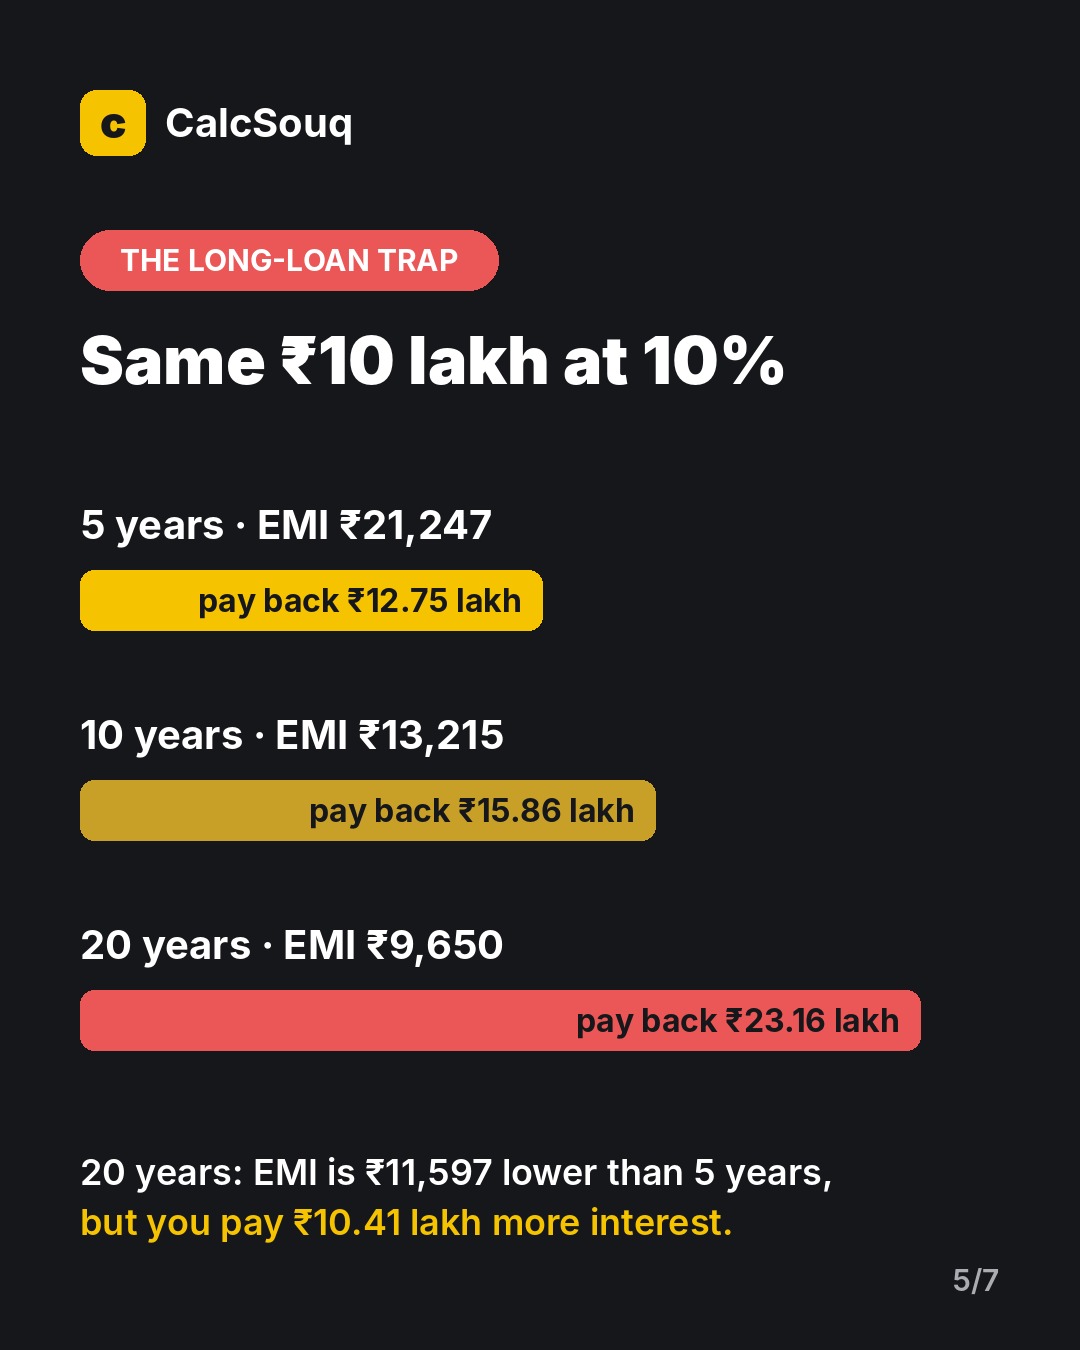 c CalcSouq
THE LONG-LOAN TRAP
Same ₹10 lakh at 10%
5 years · EMI ₹21,247
pay back ₹12.75 lakh
10 years · EMI ₹13,215
pay back ₹15.86 lakh
20 years · EMI ₹9,650
pay back ₹23.16 lakh
20 years: EMI is ₹11,597 lower than 5 years,
but you pay ₹10.41 lakh more interest.
5/7